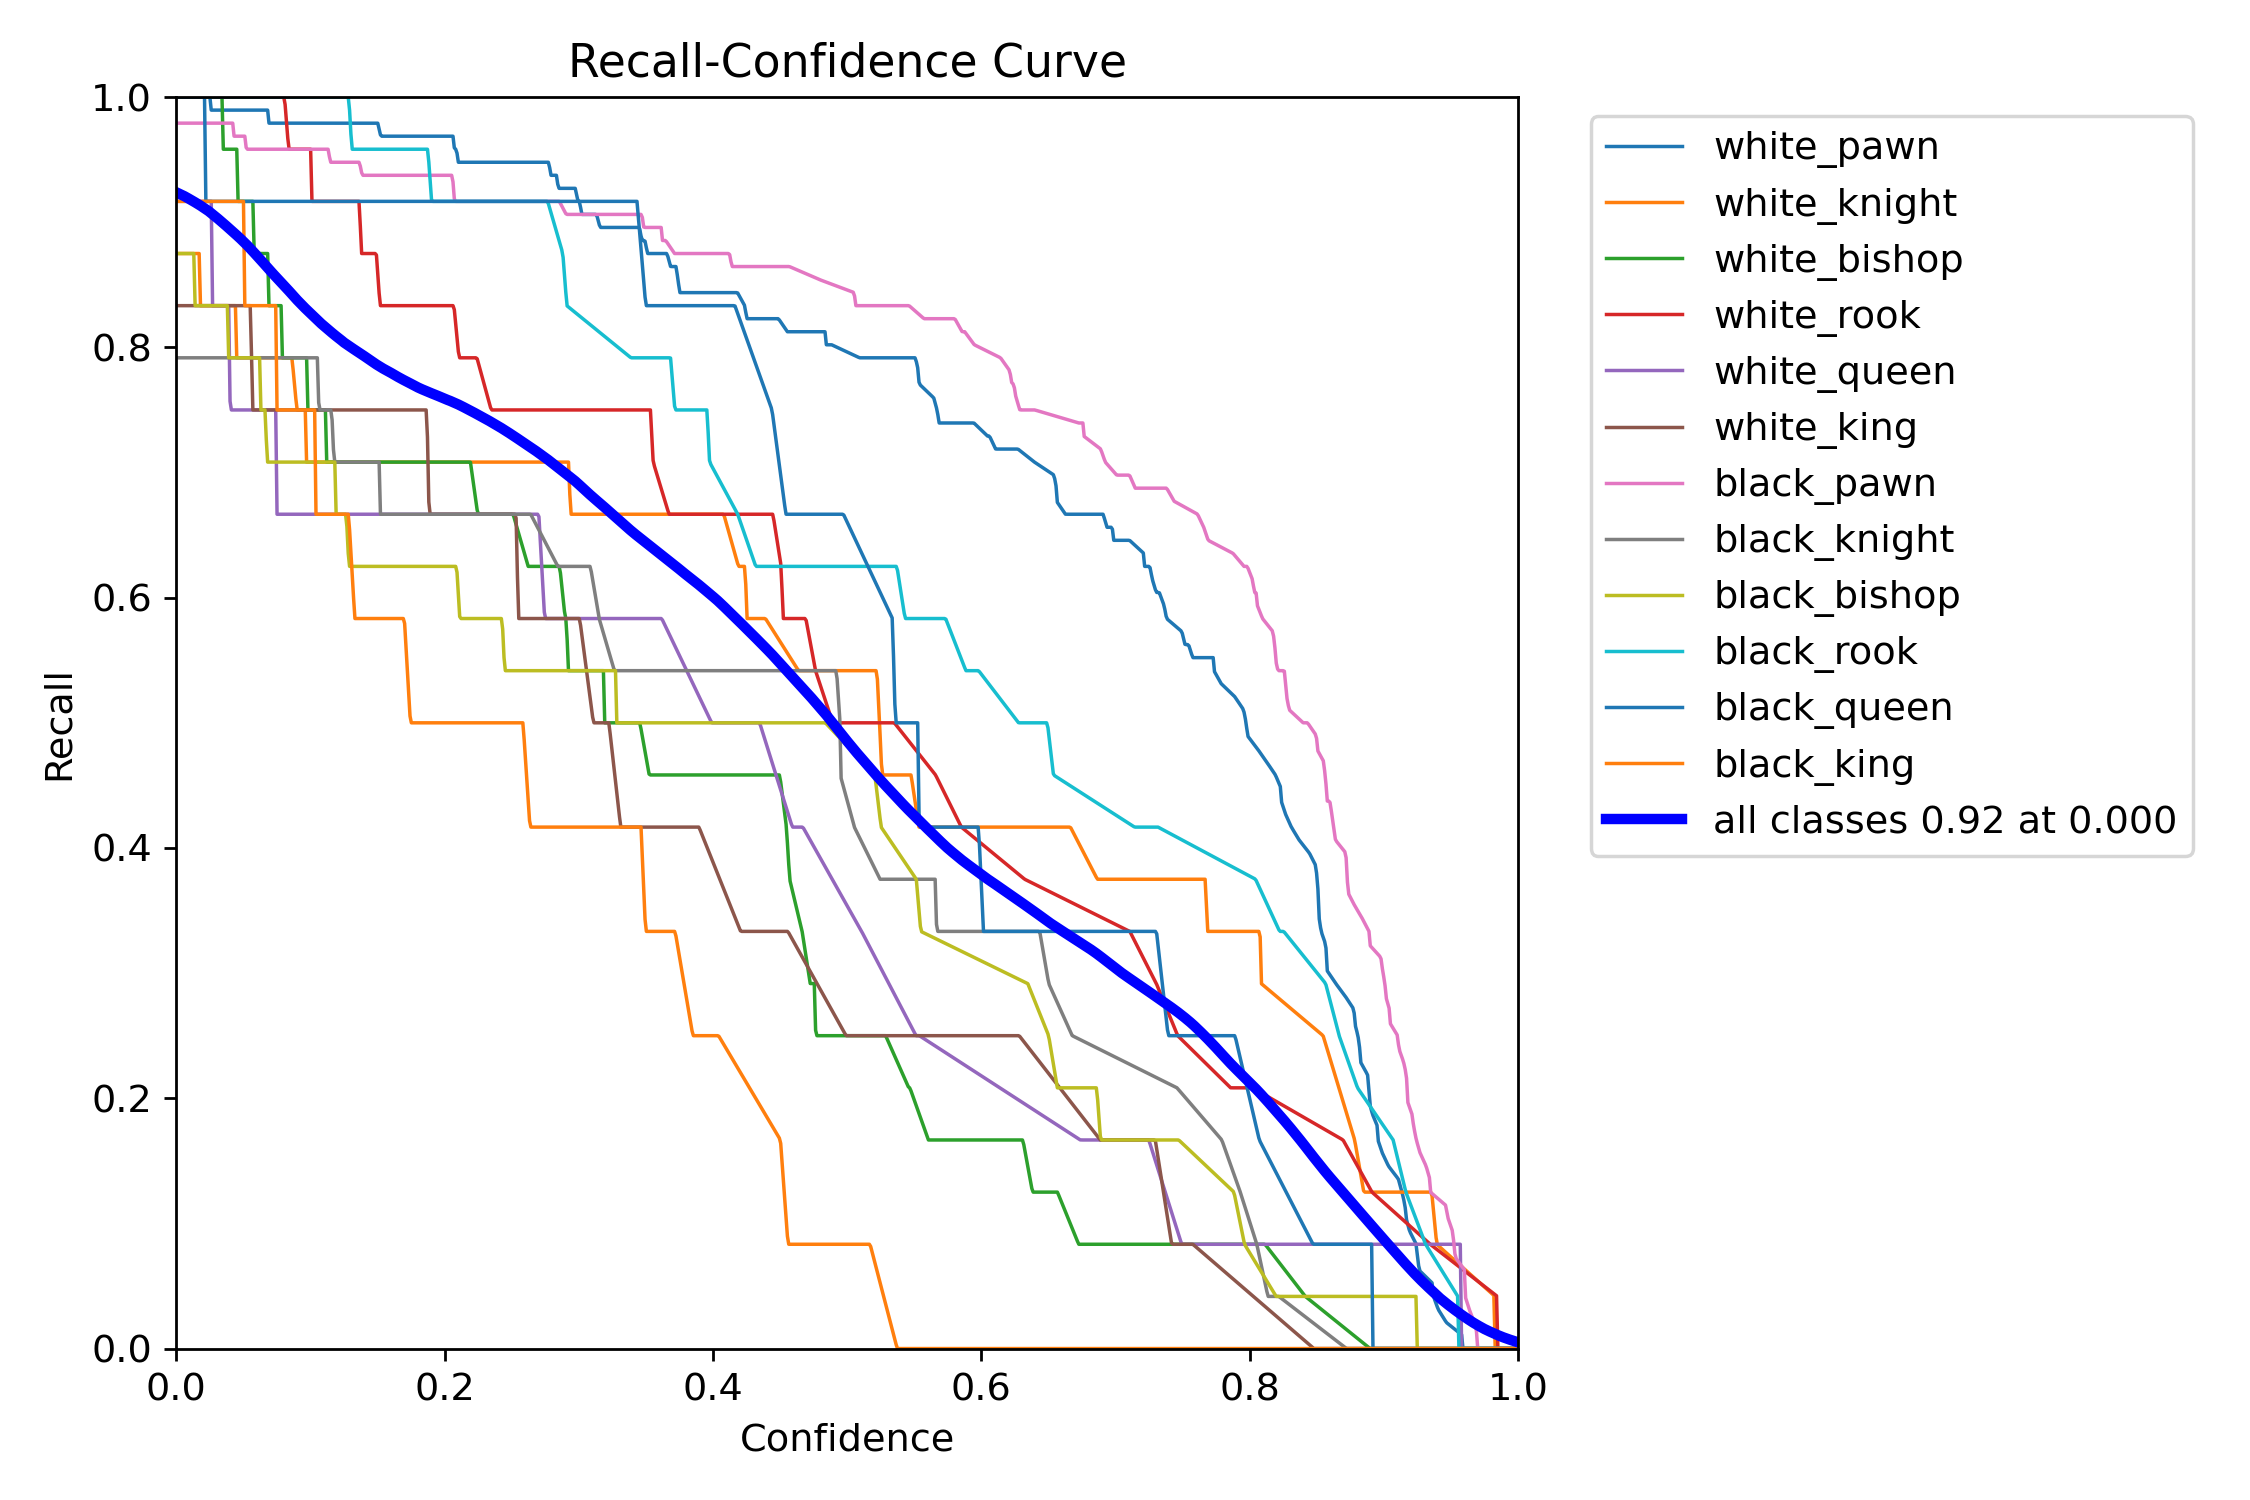 Recall-Confidence Curve
1.0
0.8
0.6
0.4
0.2
0.0
Recall
0.0 0.2 0.4 0.6 0.8 1.0
Confidence
white_pawn
white_knight
white_bishop
white_rook
white_queen
white_king
black_pawn
black_knight
black_bishop
black_rook
black_queen
black_king
all classes 0.92 at 0.000